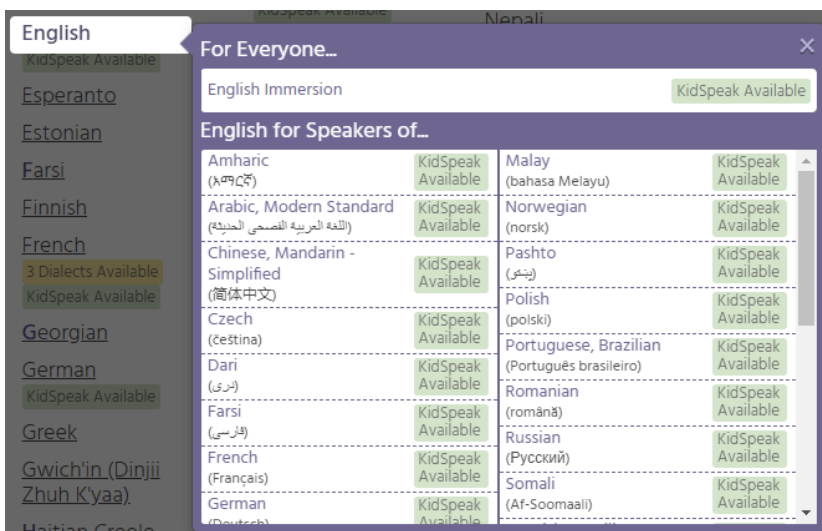 KidSpeak Available
Nepali
English
KidSpeak Available
Esperanto
Estonian
Farsi
Finnish
French
3 Dialects Available
KidSpeak Available
Georgian
German
KidSpeak Available
Greek
Gwich'in (Dinjii
Zhuh K'yaa)
Haitian Creole
For Everyone...
×
English Immersion
KidSpeak Available
English for Speakers of...
Amharic
(አማርኛ)
KidSpeak
Available
Arabic, Modern Standard
(اللغة العربية الفصحى الحديثة)
KidSpeak
Available
Chinese, Mandarin -
Simplified
(简体中文)
KidSpeak
Available
Czech
(čeština)
KidSpeak
Available
Dari
(دری)
KidSpeak
Available
Farsi
(فارسی)
KidSpeak
Available
French
(Français)
KidSpeak
Available
German
(Deutsch)
KidSpeak
Available
Malay
(bahasa Melayu)
KidSpeak
Available
Norwegian
(norsk)
KidSpeak
Available
Pashto
(پښتو)
KidSpeak
Available
Polish
(polski)
KidSpeak
Available
Portuguese, Brazilian
(Português brasileiro)
KidSpeak
Available
Romanian
(română)
KidSpeak
Available
Russian
(Русский)
KidSpeak
Available
Somali
(Af-Soomaali)
KidSpeak
Available